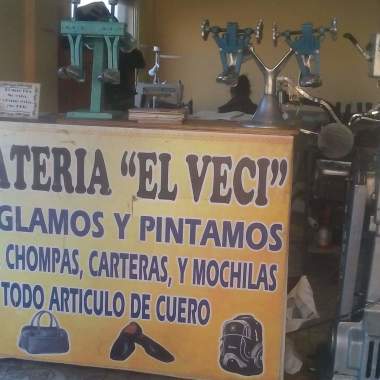 ATERIA "EL VECI"
GLAMOS Y PINTAMOS
CHOMPAS, CARTERAS, Y MOCHILAS
TODO ARTICULO DE CUERO